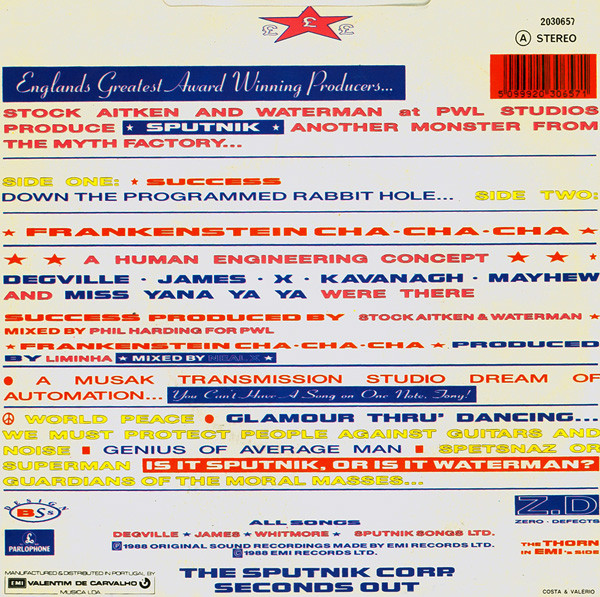 £ £ £
2030657
A STEREO
5 099920 306571
Englands Greatest Award Winning Producers...
STOCK AITKEN AND WATERMAN at PWL STUDIOS
PRODUCE ★ SPUTNIK ★ ANOTHER MONSTER FROM
THE MYTH FACTORY...
SIDE ONE: ★ SUCCESS
DOWN THE PROGRAMMED RABBIT HOLE... SIDE TWO:
★ FRANKENSTEIN CHA-CHA-CHA ★
★ ★ A HUMAN ENGINEERING CONCEPT ★ ★ ★
DEGVILLE · JAMES · X · KAVANAGH · MAYHEW
AND MISS YANA YA YA WERE THERE
SUCCESS PRODUCED BY STOCK AITKEN & WATERMAN ★
MIXED BY PHIL HARDING FOR PWL
★ FRANKENSTEIN CHA-CHA-CHA ★ PRODUCED
BY LIMINHA ★ MIXED BY NEAL X ★
● A MUSAK TRANSMISSION STUDIO DREAM OF
AUTOMATION... You Can't Have A Song on One Note, Tony!
☮ WORLD PEACE ● GLAMOUR THRU' DANCING...
WE MUST PROTECT PEOPLE AGAINST GUITARS AND
NOISE ■ GENIUS OF AVERAGE MAN ■ SPETSNAZ OR
SUPERMAN IS IT SPUTNIK, OR IS IT WATERMAN?
GUARDIANS OF THE MORAL MASSES...
DESIGN
BSS
Z.D
ZERO · DEFECTS
ALL SONGS
DEGVILLE ★ JAMES ★ WHITMORE ★ SPUTNIK SONGS LTD.
PARLOPHONE
℗ 1988 ORIGINAL SOUND RECORDINGS MADE BY EMI RECORDS LTD.
© 1988 EMI RECORDS LTD.
THE THORN
IN EMI's SIDE
MANUFACTURED & DISTRIBUTED IN PORTUGAL BY
EMI VALENTIM DE CARVALHO
MUSICA LDA.
THE SPUTNIK CORP.
SECONDS OUT
COSTA & VALÉRIO